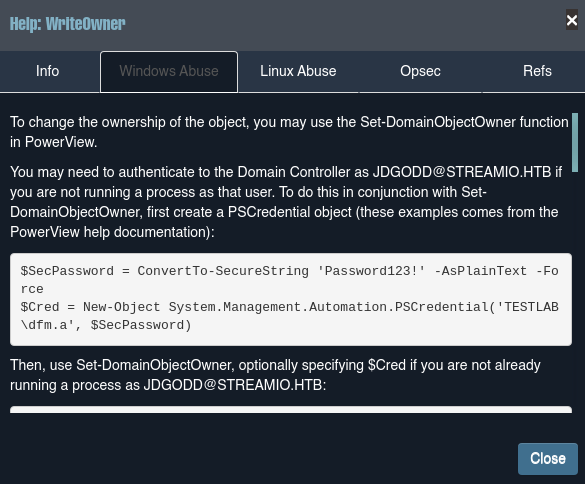 Help: WriteOwner
×
Info
Windows Abuse
Linux Abuse
Opsec
Refs
To change the ownership of the object, you may use the Set-DomainObjectOwner function
in PowerView.
You may need to authenticate to the Domain Controller as JDGODD@STREAMIO.HTB if
you are not running a process as that user. To do this in conjunction with Set-
DomainObjectOwner, first create a PSCredential object (these examples comes from the
PowerView help documentation):
$SecPassword = ConvertTo-SecureString 'Password123!' -AsPlainText -Fo
rce
$Cred = New-Object System.Management.Automation.PSCredential('TESTLAB
\dfm.a', $SecPassword)
Then, use Set-DomainObjectOwner, optionally specifying $Cred if you are not already
running a process as JDGODD@STREAMIO.HTB:
Close